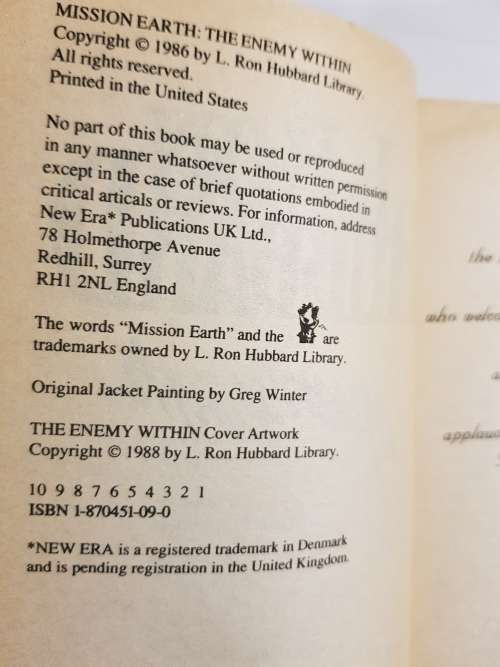 MISSION EARTH: THE ENEMY WITHIN
Copyright © 1986 by L. Ron Hubbard Library.
All rights reserved.
Printed in the United States
No part of this book may be used or reproduced
in any manner whatsoever without written permission
except in the case of brief quotations embodied in
critical articals or reviews. For information, address
New Era* Publications UK Ltd.,
78 Holmethorpe Avenue
Redhill, Surrey
RH1 2NL England
The words “Mission Earth” and the are
trademarks owned by L. Ron Hubbard Library.
Original Jacket Painting by Greg Winter
THE ENEMY WITHIN Cover Artwork
Copyright © 1988 by L. Ron Hubbard Library.
10 9 8 7 6 5 4 3 2 1
ISBN 1-870451-09-0
*NEW ERA is a registered trademark in Denmark
and is pending registration in the United Kingdom.
the
who